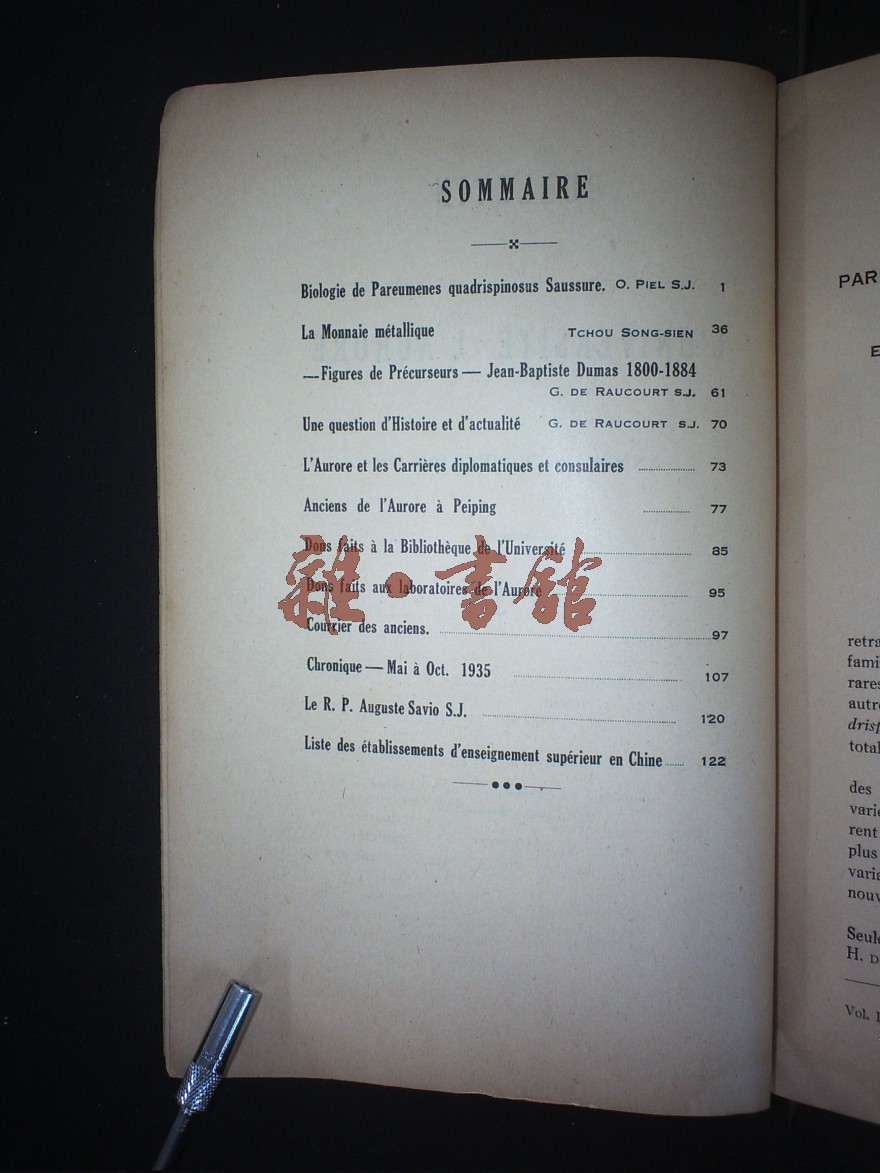 SOMMAIRE
Biologie de Pareumenes quadrispinosus Saussure. O. PIEL S.J. 1
La Monnaie métallique TCHOU SONG-SIEN 36
—Figures de Précurseurs— Jean-Baptiste Dumas 1800-1884
G. DE RAUCOURT S.J. 61
Une question d'Histoire et d'actualité G. DE RAUCOURT S.J. 70
L'Aurore et les Carrières diplomatiques et consulaires 73
Anciens de l'Aurore à Peiping 77
Dons faits à la Bibliothèque de l'Université 85
Dons faits aux laboratoires de l'Aurore 95
雜·書館
Courrier des anciens. 97
Chronique — Mai à Oct. 1935 107
Le R. P. Auguste Savio S.J. 120
Liste des établissements d'enseignement supérieur en Chine 122
PAR
E
retra
fami
rares
autre
total
des
varié
rent
plus
varia
nouv
Seule
H. D
Vol.